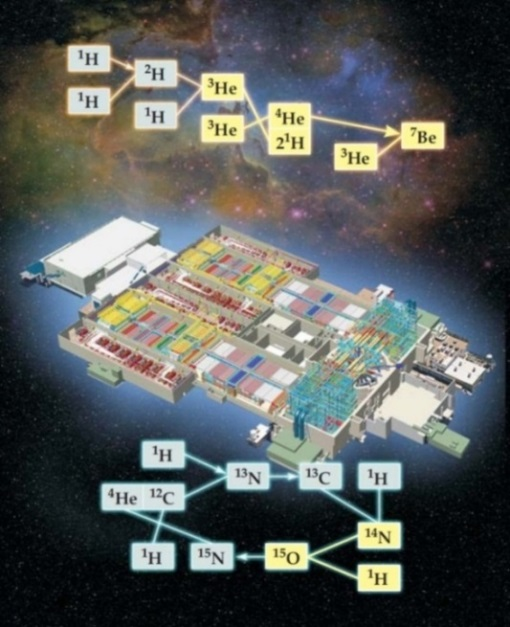 ¹H
²H
¹H
¹H
³He
³He
⁴He
2¹H
³He
⁷Be
¹H
¹³N
¹³C
¹H
⁴He ¹²C
¹⁴N
¹H
¹⁵N
¹⁵O
¹H